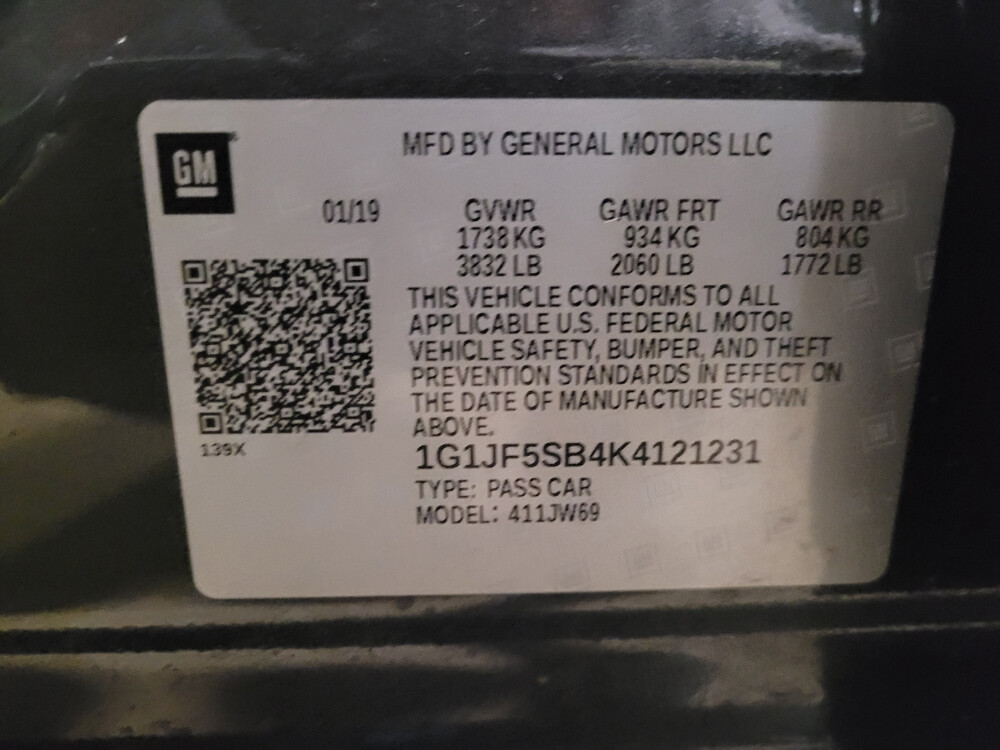 GM
MFD BY GENERAL MOTORS LLC
01/19 GVWR GAWR FRT GAWR RR
1738 KG 934 KG 804 KG
3832 LB 2060 LB 1772 LB
THIS VEHICLE CONFORMS TO ALL
APPLICABLE U.S. FEDERAL MOTOR
VEHICLE SAFETY, BUMPER, AND THEFT
PREVENTION STANDARDS IN EFFECT ON
THE DATE OF MANUFACTURE SHOWN
ABOVE.
139X
1G1JF5SB4K4121231
TYPE: PASS CAR
MODEL: 411JW69